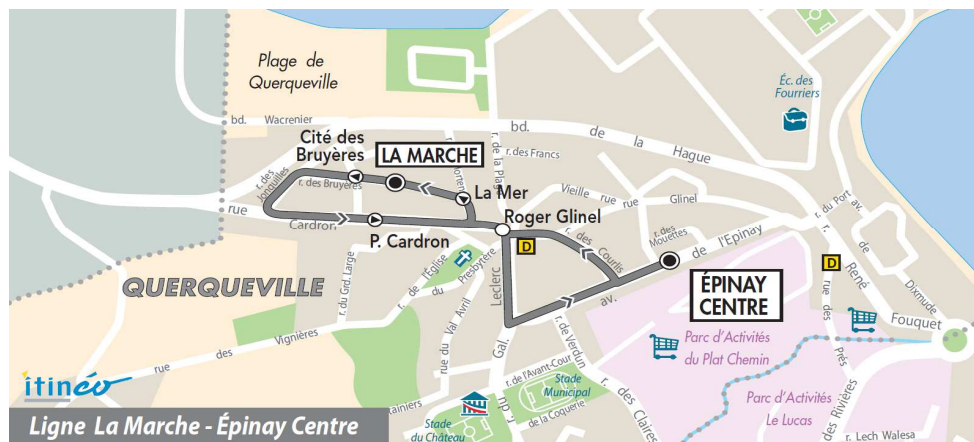 Plage de
Querqueville
Éc. des
Fourriers
bd. Wacrenier
bd. de la Hague
r. de la Plage
r. des Francs
Cité des
Bruyères
LA MARCHE
r. des Jonquilles
r. des Bruyères
La Mer
Vieille rue
rue Glinel
r. du Port
rue Cardron
P. Cardron
Roger Glinel
D
r. des Courlis
r. des Mouettes
av. de l'Epinay
av. de Dixmude
D
QUERQUEVILLE
r. du Grd Large
r. de l'Église
du Presbytère
Leclerc
ÉPINAY
CENTRE
r. René Fouquet
rue des Prés
rue des Vignières
rue du Val Avril
Gal.
du
r. de Verdun
Parc d'Activités
du Plat Chemin
r. de l'Avant-Cour
Stade
Municipal
de la Coquerie
r. des Claires
Parc d'Activités
Le Lucas
des Rivières
r. Lech Walesa
itinéo
Ligne La Marche - Épinay Centre
Stade
du Château